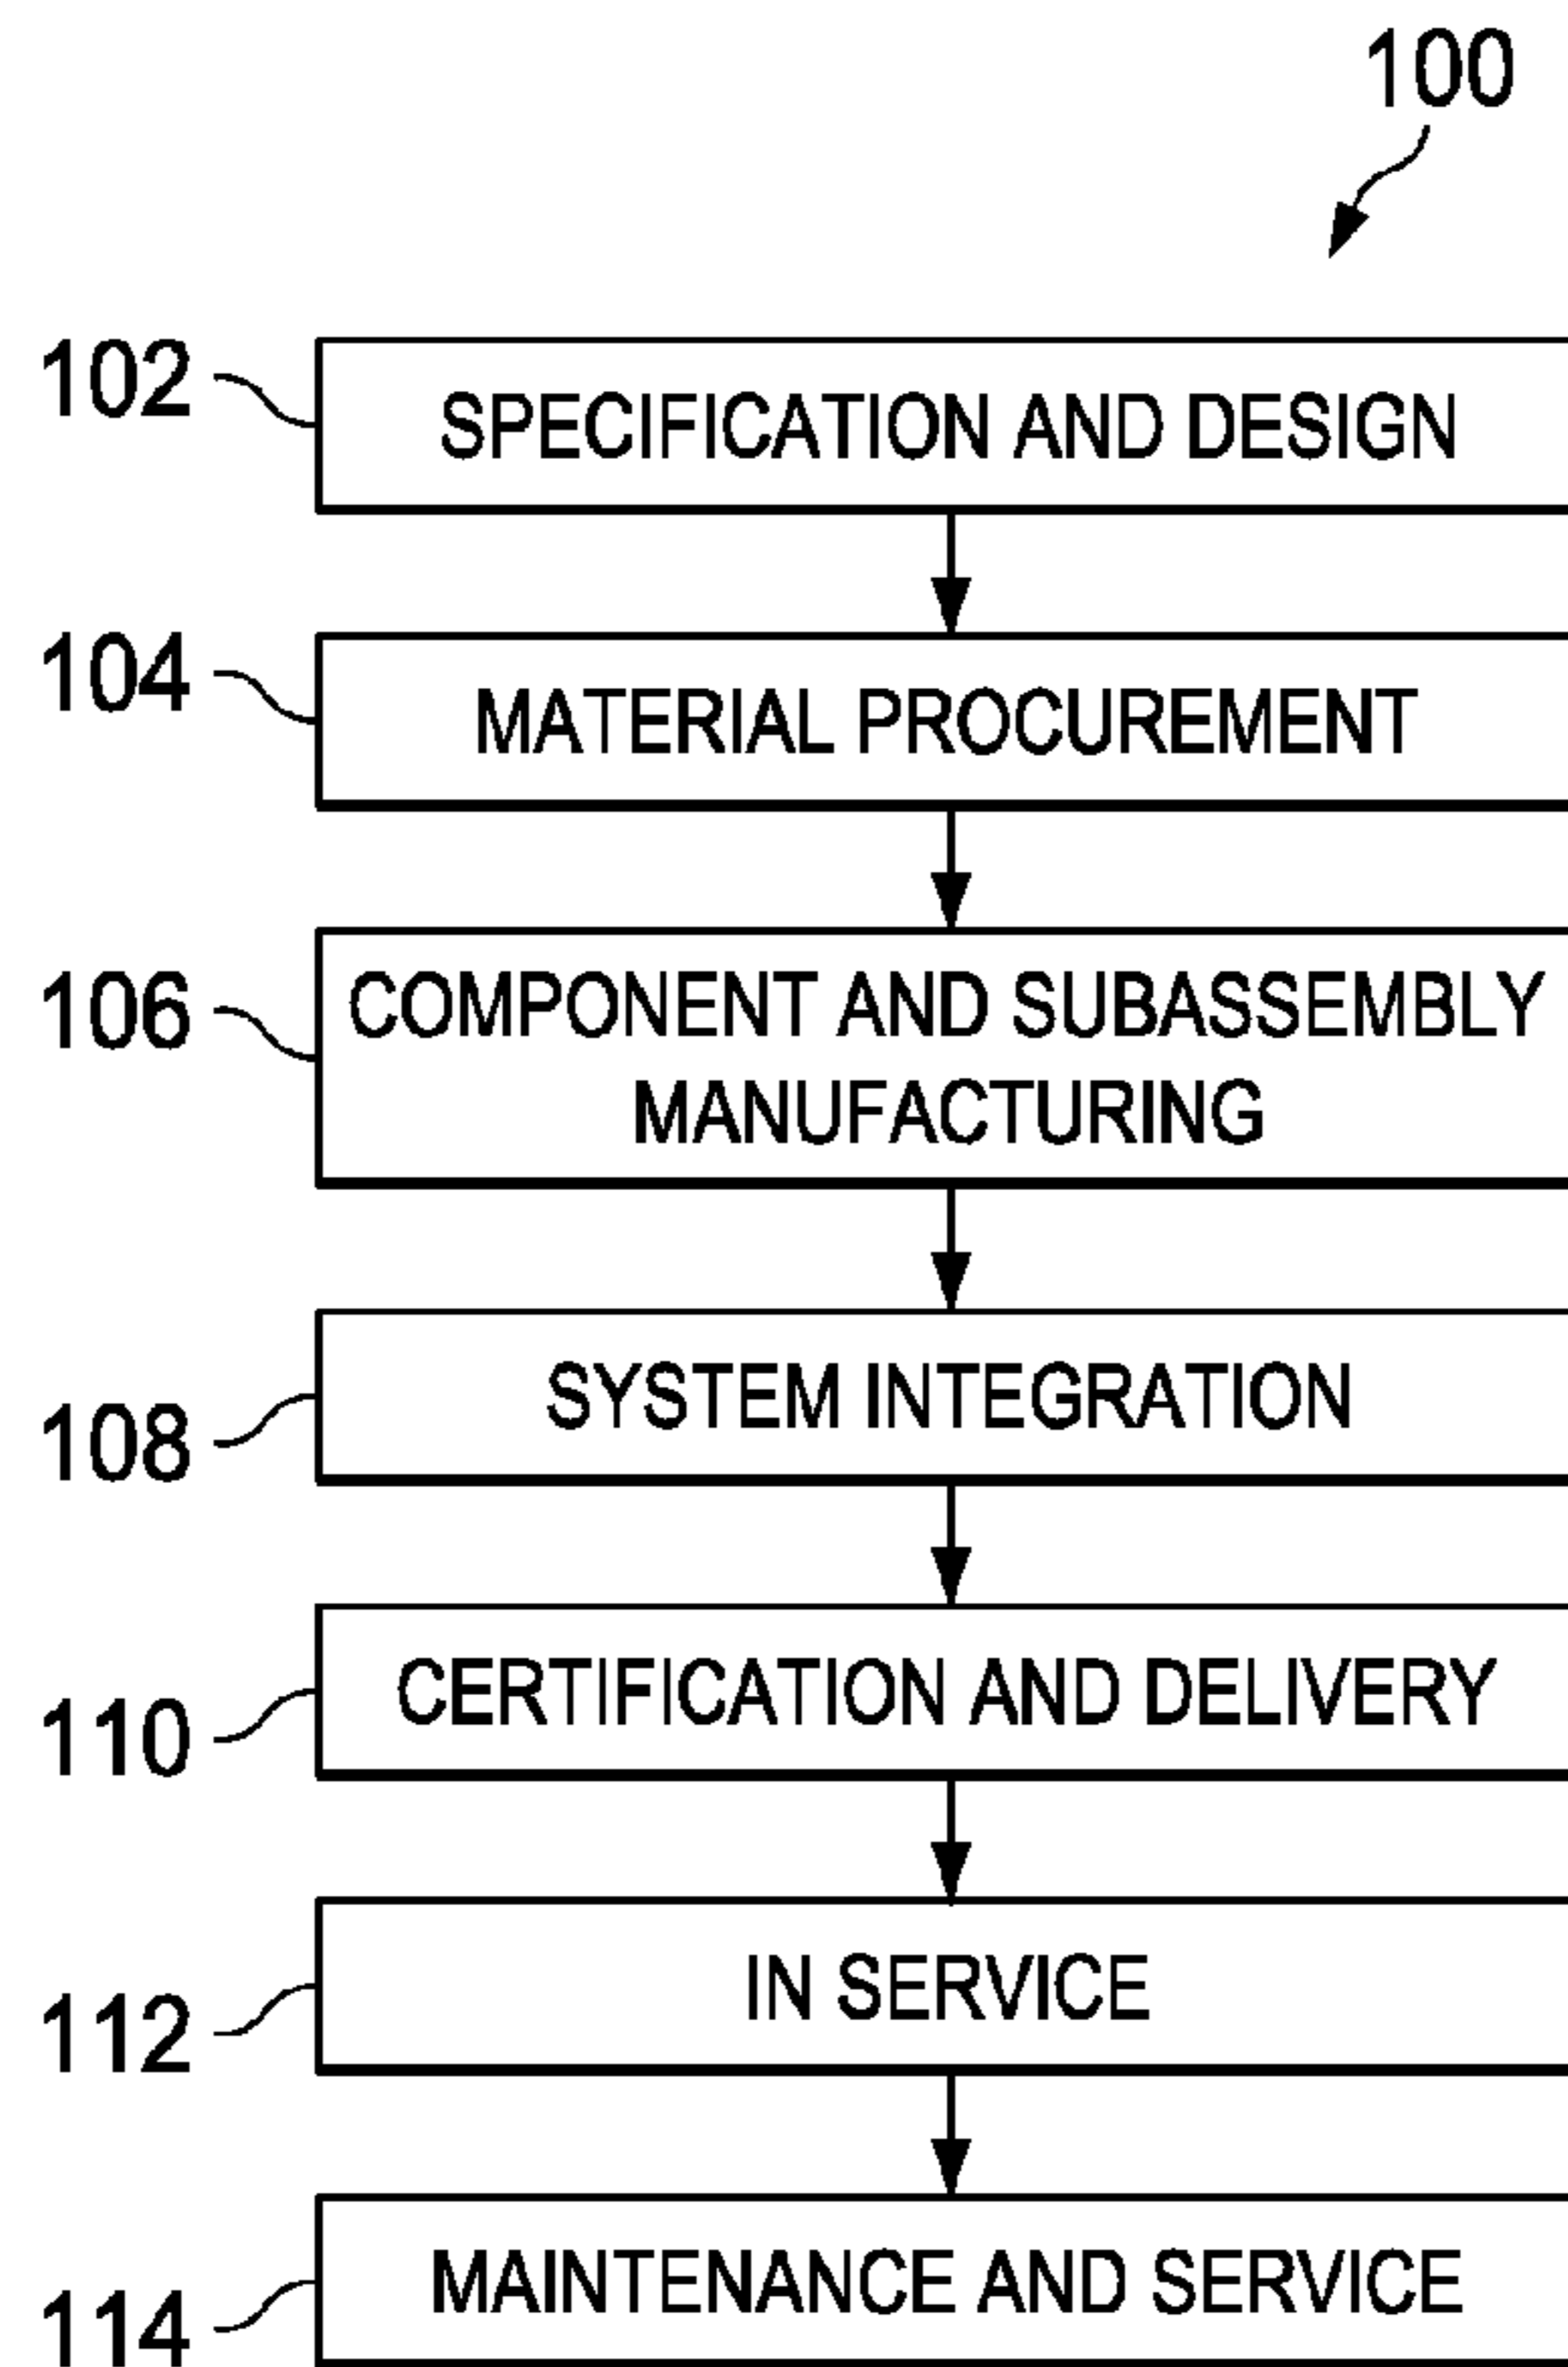 100
102
SPECIFICATION AND DESIGN
104
MATERIAL PROCUREMENT
106
COMPONENT AND SUBASSEMBLY
MANUFACTURING
108
SYSTEM INTEGRATION
110
CERTIFICATION AND DELIVERY
112
IN SERVICE
114
MAINTENANCE AND SERVICE